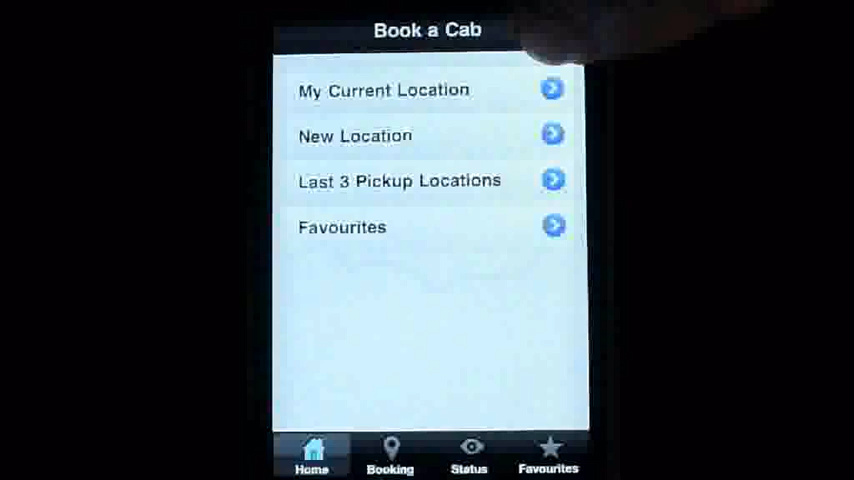 Book a Cab
My Current Location
New Location
Last 3 Pickup Locations
Favourites
Home Booking Status Favourites